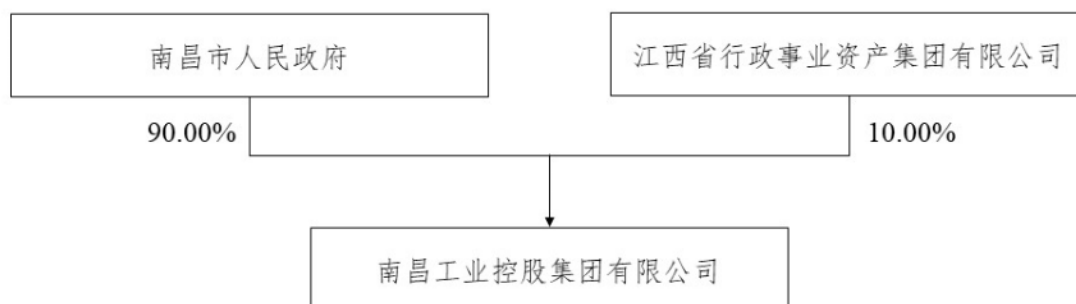 南昌市人民政府
江西省行政事业资产集团有限公司
90.00%
10.00%
南昌工业控股集团有限公司